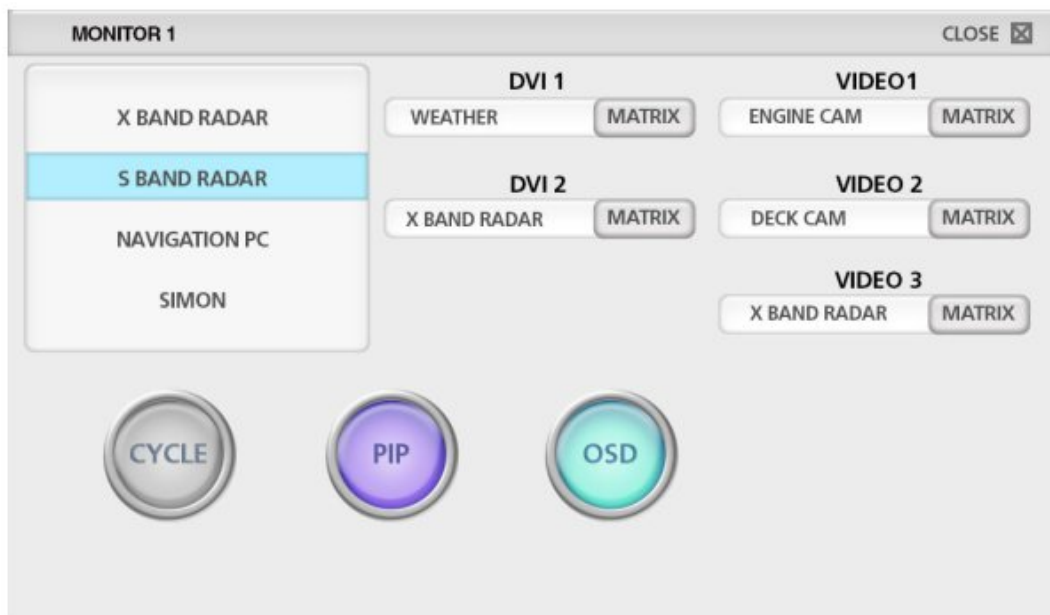 MONITOR 1
CLOSE
X BAND RADAR
S BAND RADAR
NAVIGATION PC
SIMON
DVI 1
WEATHER MATRIX
DVI 2
X BAND RADAR MATRIX
VIDEO1
ENGINE CAM MATRIX
VIDEO 2
DECK CAM MATRIX
VIDEO 3
X BAND RADAR MATRIX
CYCLE
PIP
OSD